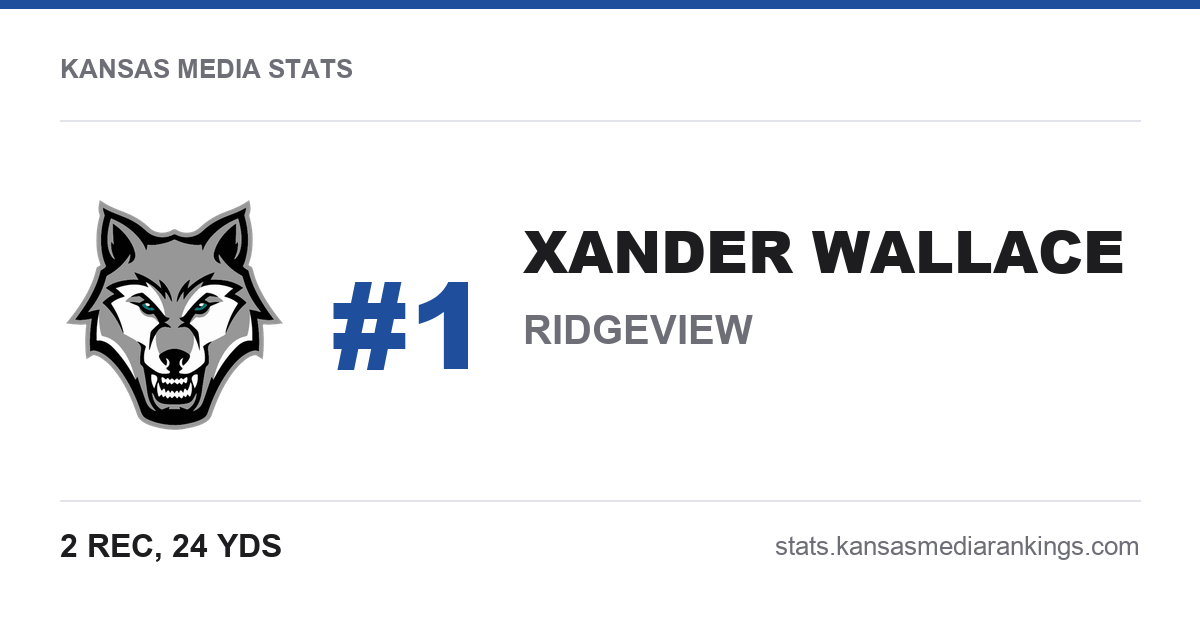 KANSAS MEDIA STATS
#1
XANDER WALLACE
RIDGEVIEW
2 REC, 24 YDS
stats.kansasmediarankings.com